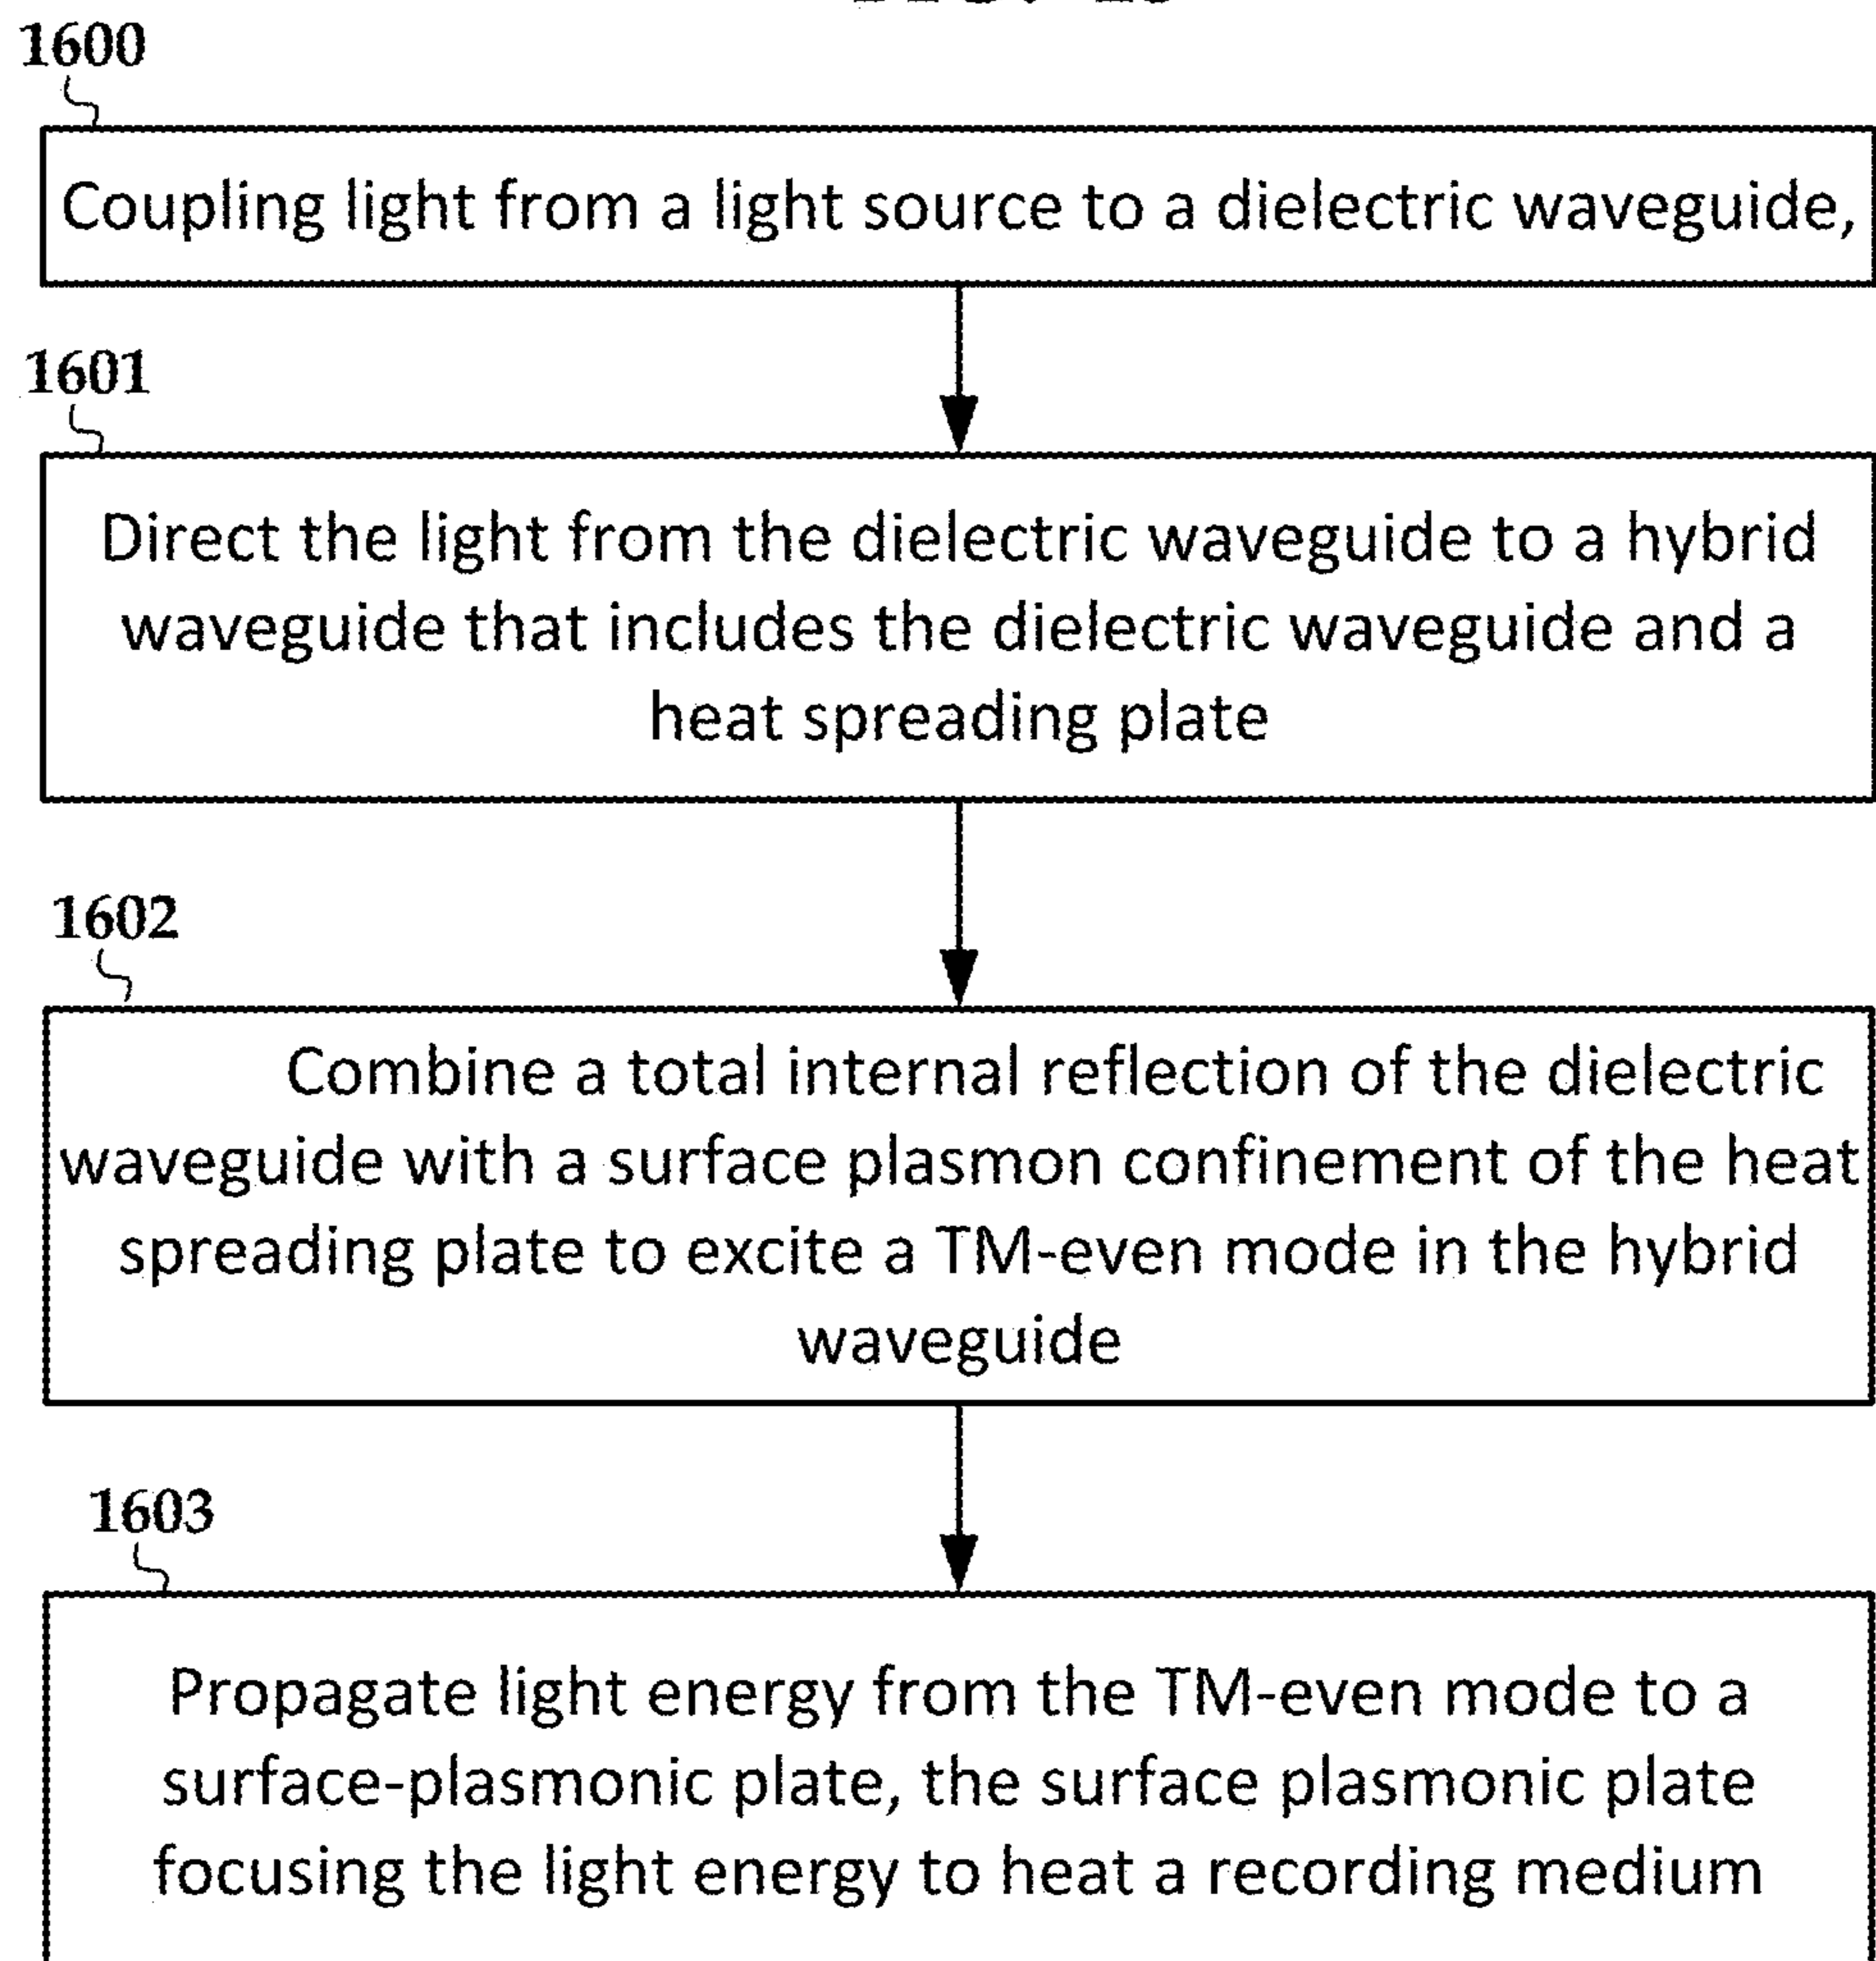 1600
Coupling light from a light source to a dielectric waveguide,
1601
Direct the light from the dielectric waveguide to a hybrid
waveguide that includes the dielectric waveguide and a
heat spreading plate
1602
Combine a total internal reflection of the dielectric
waveguide with a surface plasmon confinement of the heat
spreading plate to excite a TM-even mode in the hybrid
waveguide
1603
Propagate light energy from the TM-even mode to a
surface-plasmonic plate, the surface plasmonic plate
focusing the light energy to heat a recording medium